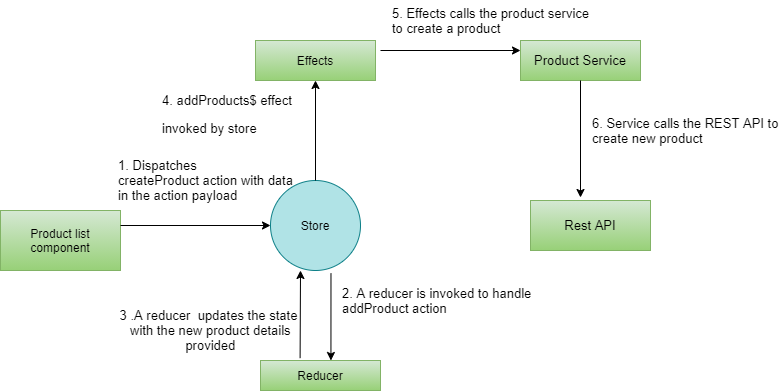 5. Effects calls the product service
to create a product
Effects
Product Service
4. addProducts$ effect
invoked by store
6. Service calls the REST API to
create new product
1. Dispatches
createProduct action with data
in the action payload
Product list
component
Store
Rest API
2. A reducer is invoked to handle
addProduct action
3 .A reducer updates the state
with the new product details
provided
Reducer